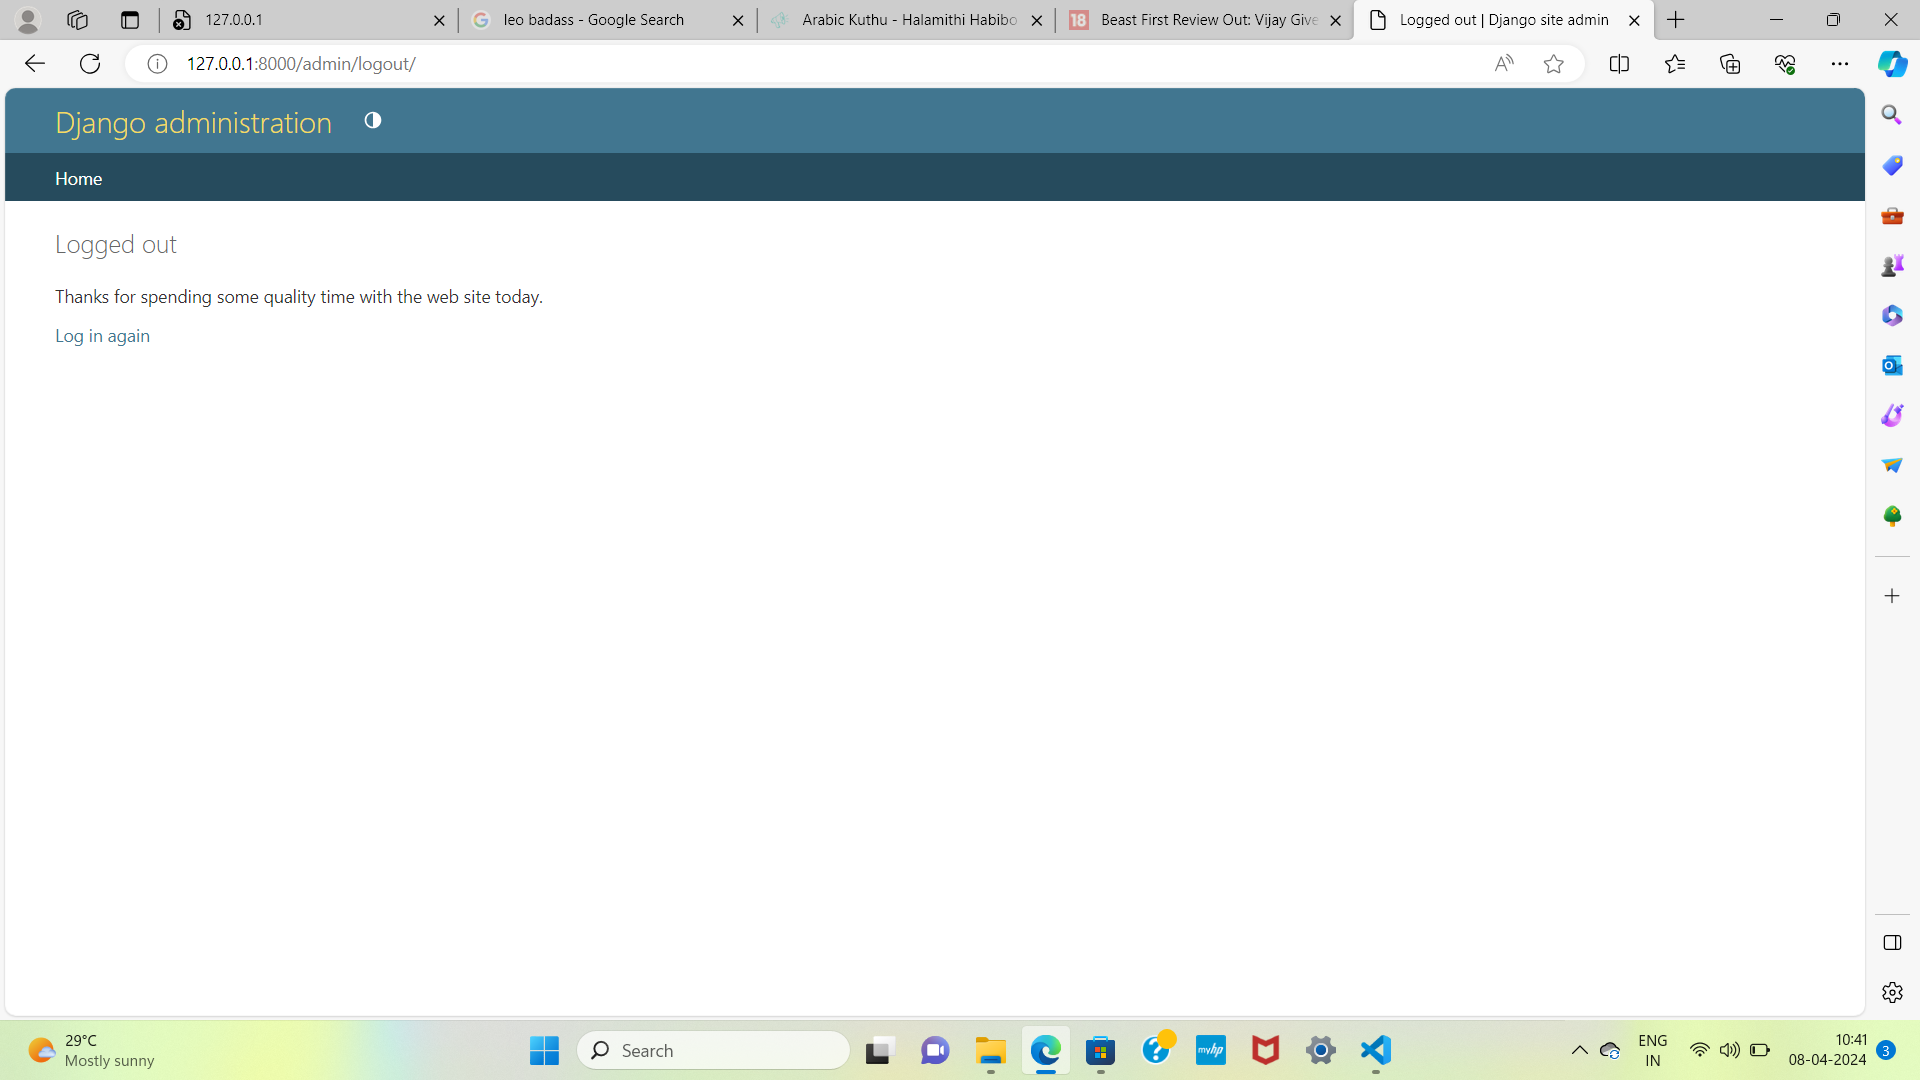 127.0.0.1
leo badass - Google Search
Arabic Kuthu - Halamithi Habibo
Beast First Review Out: Vijay Give
Logged out | Django site admin
127.0.0.1:8000/admin/logout/
Django administration
Home
Logged out
Thanks for spending some quality time with the web site today.
Log in again
29°C
Mostly sunny
Search
myhp
ENG
IN
10:41
08-04-2024
3
18